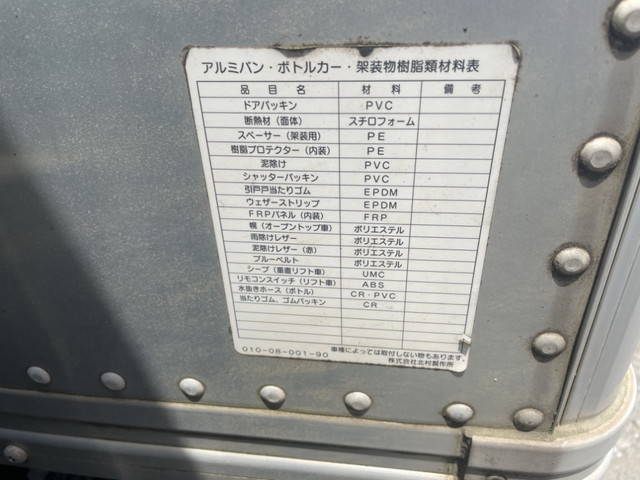 アルミバン・ボトルカー・架装物樹脂類材料表
品目名 材料 備考
ドアパッキン PVC
断熱材（面体） スチロフォーム
スペーサー（架装用） PE
樹脂プロテクター（内装） PE
泥除け PVC
シャッターパッキン PVC
引戸戸当たりゴム EPDM
ウェザーストリップ EPDM
FRPパネル（内装） FRP
幌（オープントップ車） ポリエステル
雨除けレザー ポリエステル
泥除けレザー（赤） ポリエステル
ブルーベルト ポリエステル
シーブ（垂直リフト車） UMC
リモコンスイッチ（リフト車） ABS
水抜きホース（ボトル） CR・PVC
当たりゴム、ゴムパッキン CR
010-08-001-90 車種によっては取付しない物もあります。
株式会社北村製作所